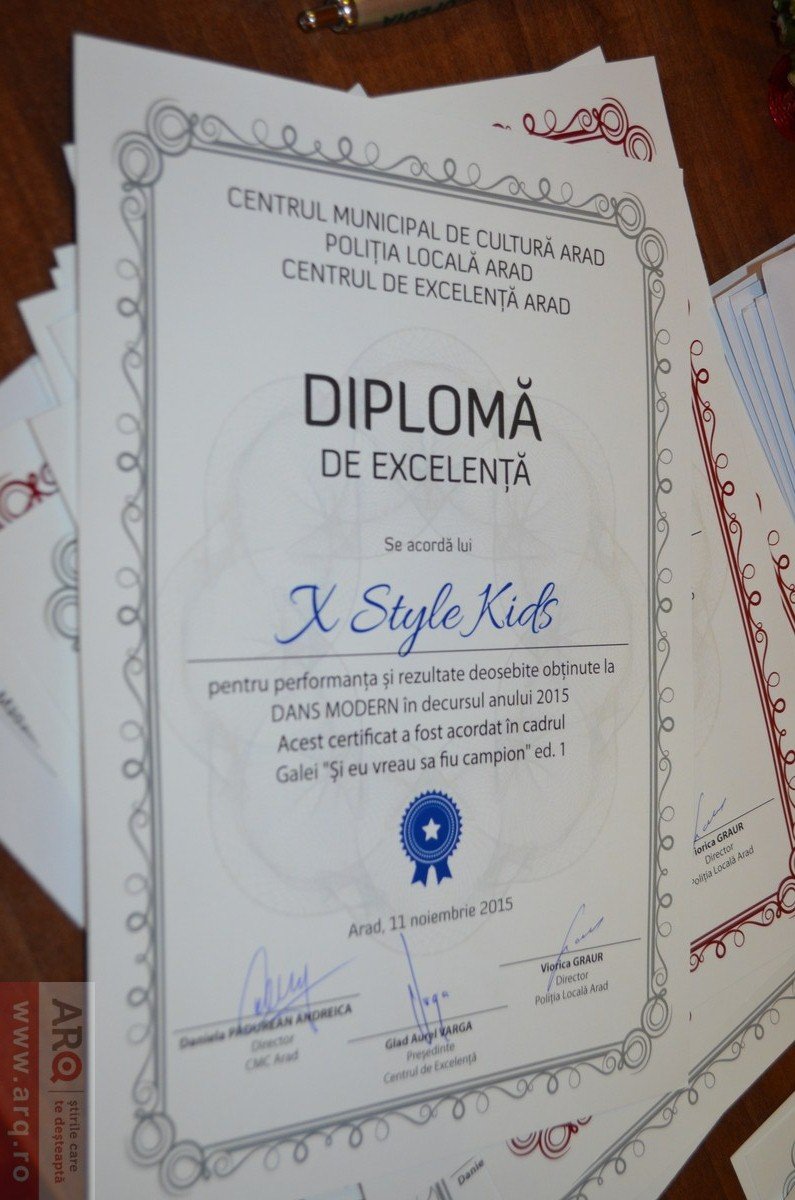 CENTRUL MUNICIPAL DE CULTURĂ ARAD
POLIȚIA LOCALĂ ARAD
CENTRUL DE EXCELENȚĂ ARAD
DIPLOMĂ
DE EXCELENȚĂ
Se acordă lui
X Style Kids
pentru performanța și rezultate deosebite obținute la
DANS MODERN în decursul anului 2015
Acest certificat a fost acordat în cadrul
Galei "Şi eu vreau sa fiu campion" ed. 1
Arad, 11 noiembrie 2015
Daniela PĂDUREAN ANDREICA
Director
CMC Arad
Glad Aurel VARGA
Președinte
Centrul de Excelență
Viorica GRAUR
Director
Poliția Locală Arad
iorica GRAUR
Director
Poliția Locală Arad
Danie
www.arq.ro
ARQ
știrile care
te deșteaptă